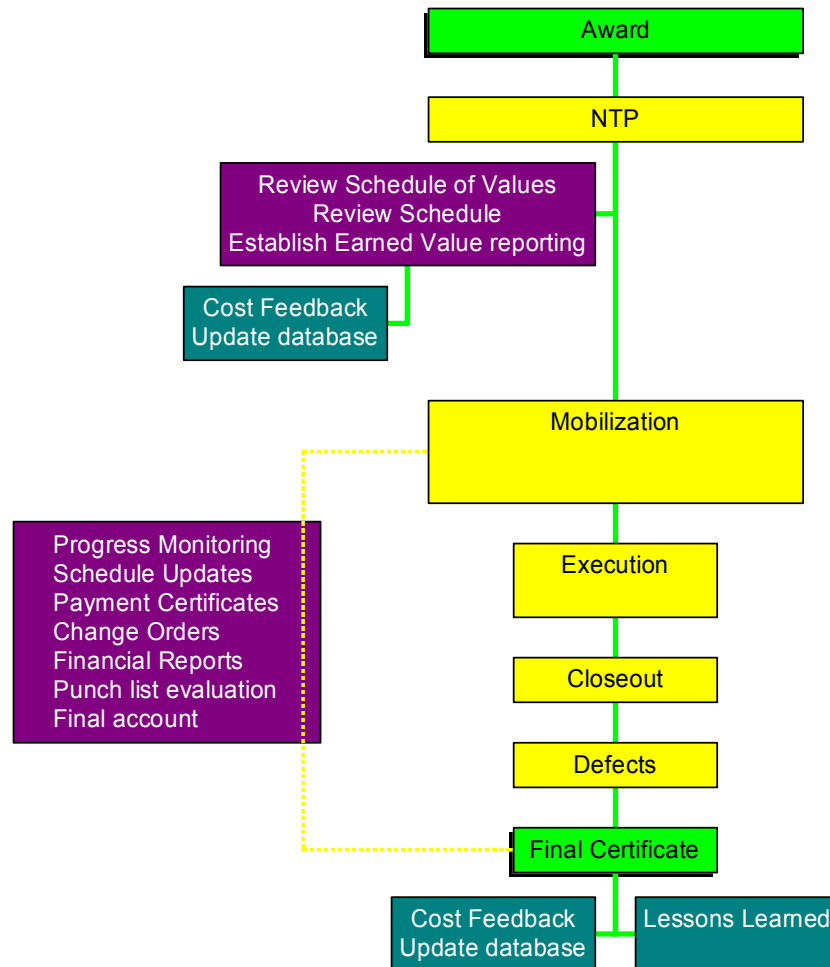 Award
NTP
Review Schedule of Values
Review Schedule
Establish Earned Value reporting
Cost Feedback
Update database
Mobilization
Progress Monitoring
Schedule Updates
Payment Certificates
Change Orders
Financial Reports
Punch list evaluation
Final account
Execution
Closeout
Defects
Final Certificate
Cost Feedback
Update database
Lessons Learned